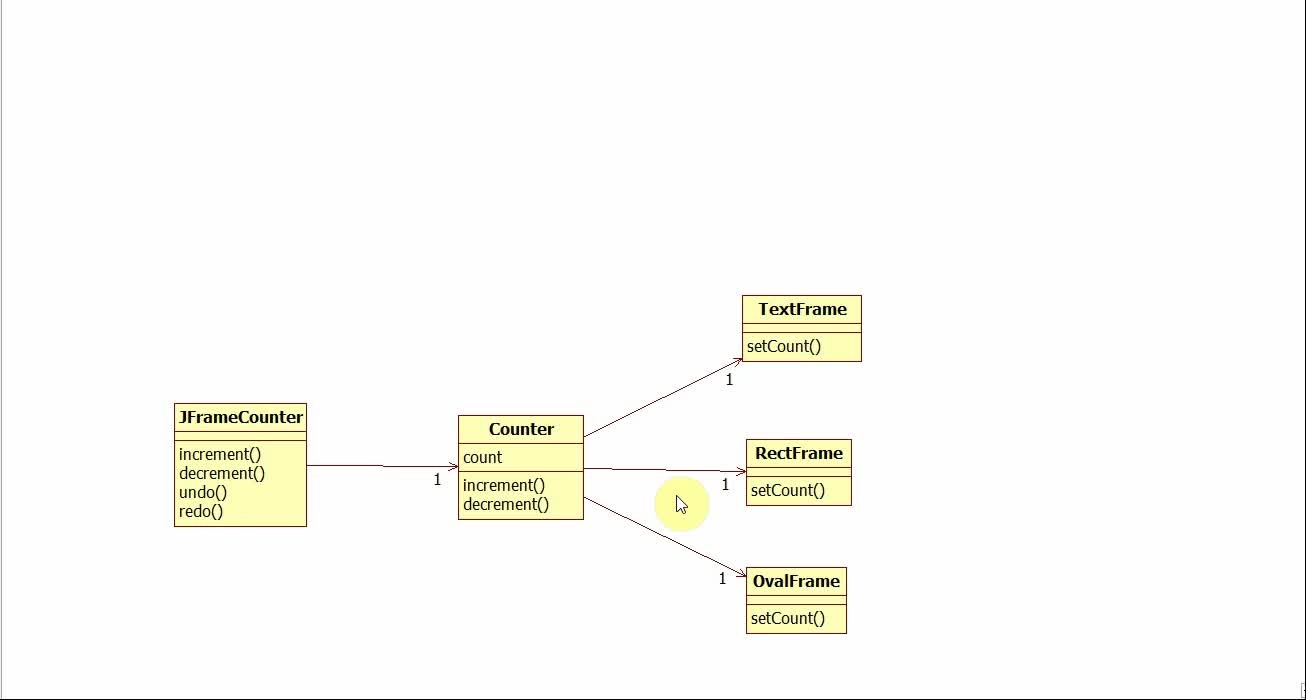 JFrameCounter
increment()
decrement()
undo()
redo()
1
Counter
count
increment()
decrement()
TextFrame
setCount()
1
RectFrame
setCount()
1
OvalFrame
setCount()
1